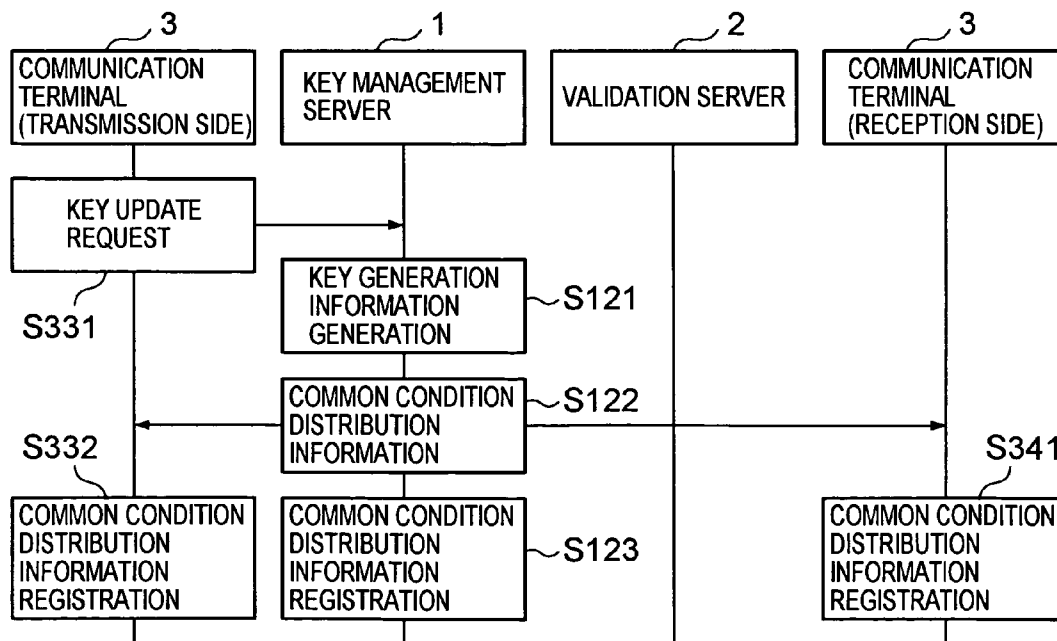 3
1
2
3
COMMUNICATION
TERMINAL
(TRANSMISSION SIDE)
KEY MANAGEMENT
SERVER
VALIDATION SERVER
COMMUNICATION
TERMINAL
(RECEPTION SIDE)
KEY UPDATE
REQUEST
S331
KEY GENERATION
INFORMATION
GENERATION
S121
COMMON CONDITION
DISTRIBUTION
INFORMATION
S122
S332
S341
COMMON CONDITION
DISTRIBUTION
INFORMATION
REGISTRATION
COMMON CONDITION
DISTRIBUTION
INFORMATION
REGISTRATION
S123
COMMON CONDITION
DISTRIBUTION
INFORMATION
REGISTRATION